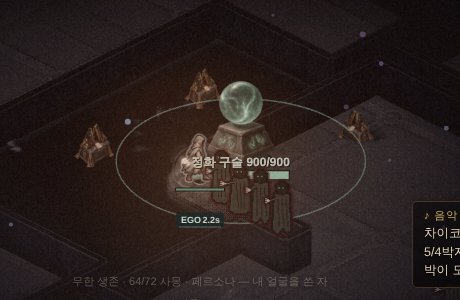 정화 구슬 900/900
EGO 2.2s
♪ 음악
차이코
5/4박자
박이 도
무한 생존 · 64/72 사몽 · 페르소나 — 내 얼굴을 쓴 자